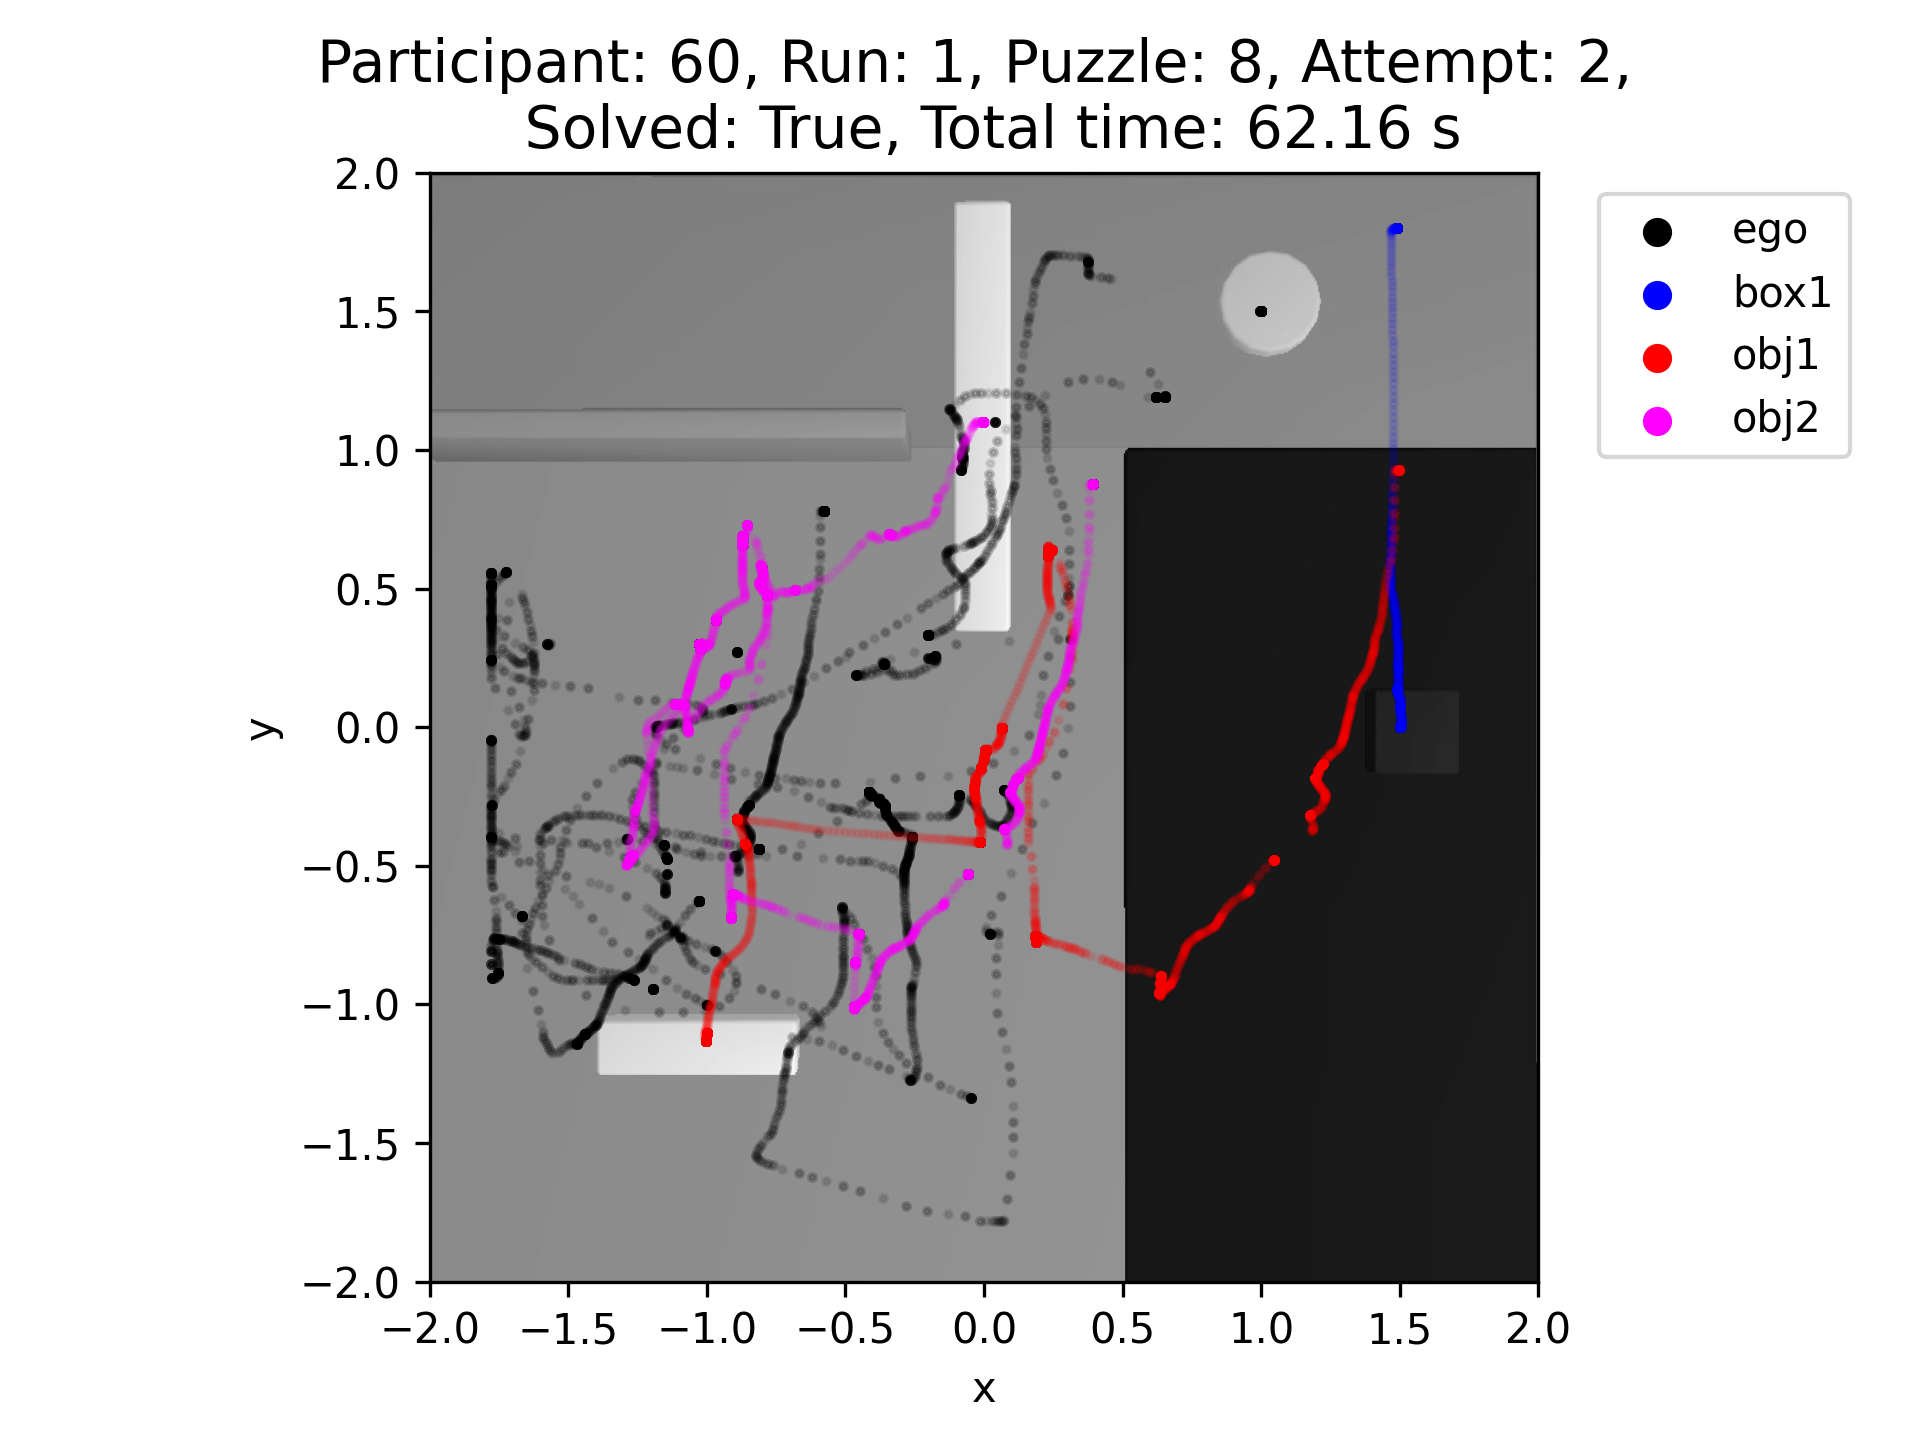 Participant: 60, Run: 1, Puzzle: 8, Attempt: 2,
Solved: True, Total time: 62.16 s
2.0
1.5
1.0
0.5
0.0
−0.5
−1.0
−1.5
−2.0
y
−2.0 −1.5 −1.0 −0.5 0.0 0.5 1.0 1.5 2.0
x
ego
box1
obj1
obj2